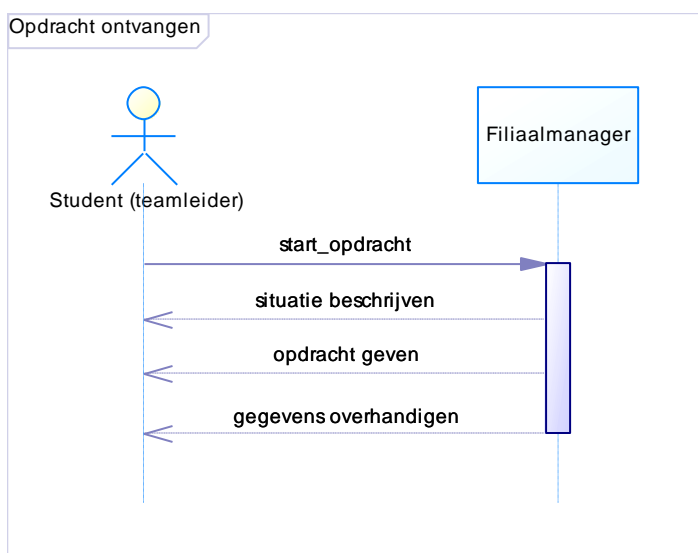 Opdracht ontvangen
Filiaalmanager
Student (teamleider)
start_opdracht
situatie beschrijven
opdracht geven
gegevens overhandigen